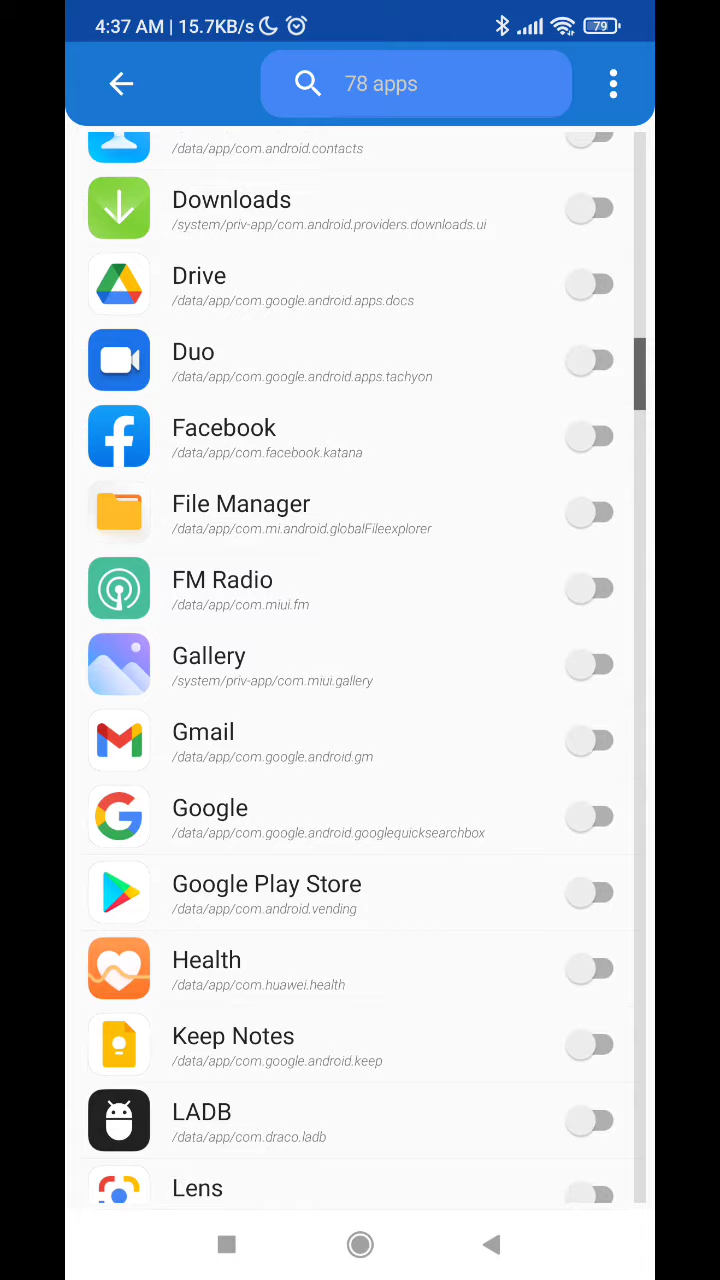 4:37 AM | 15.7KB/s
79
78 apps
/data/app/com.android.contacts
Downloads
/system/priv-app/com.android.providers.downloads.ui
Drive
/data/app/com.google.android.apps.docs
Duo
/data/app/com.google.android.apps.tachyon
Facebook
/data/app/com.facebook.katana
File Manager
/data/app/com.mi.android.globalFileexplorer
FM Radio
/data/app/com.miui.fm
Gallery
/system/priv-app/com.miui.gallery
Gmail
/data/app/com.google.android.gm
Google
/data/app/com.google.android.googlequicksearchbox
Google Play Store
/data/app/com.android.vending
Health
/data/app/com.huawei.health
Keep Notes
/data/app/com.google.android.keep
LADB
/data/app/com.draco.ladb
Lens